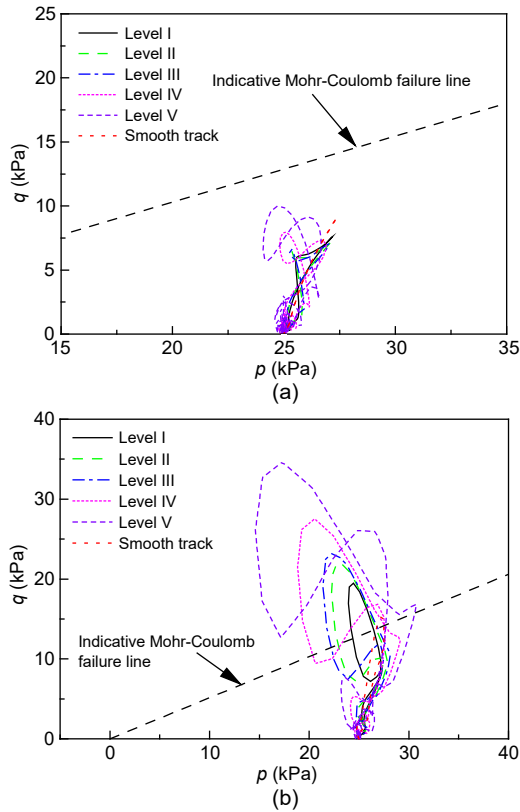 25
20
15
10
5
0
q (kPa)
Level I
Level II
Level III
Level IV
Level V
Smooth track
Indicative Mohr-Coulomb failure line
15 20 25 30 35
p (kPa)
(a)
40
30
20
10
0
q (kPa)
Level I
Level II
Level III
Level IV
Level V
Smooth track
Indicative Mohr-Coulomb
failure line
0 10 20 30 40
p (kPa)
(b)